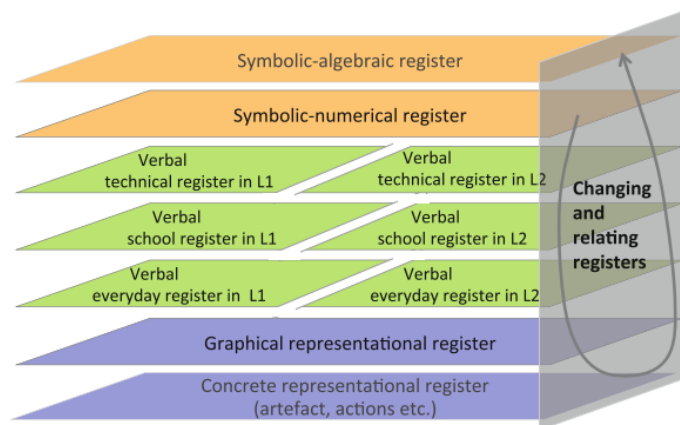 Symbolic-algebraic register
Symbolic-numerical register
Verbal
technical register in L1
Verbal
technical register in L2
Verbal
school register in L1
Verbal
school register in L2
Verbal
everyday register in L1
Verbal
everyday register in L2
Changing
and
relating
registers
Graphical representational register
Concrete representational register
(artefact, actions etc.)